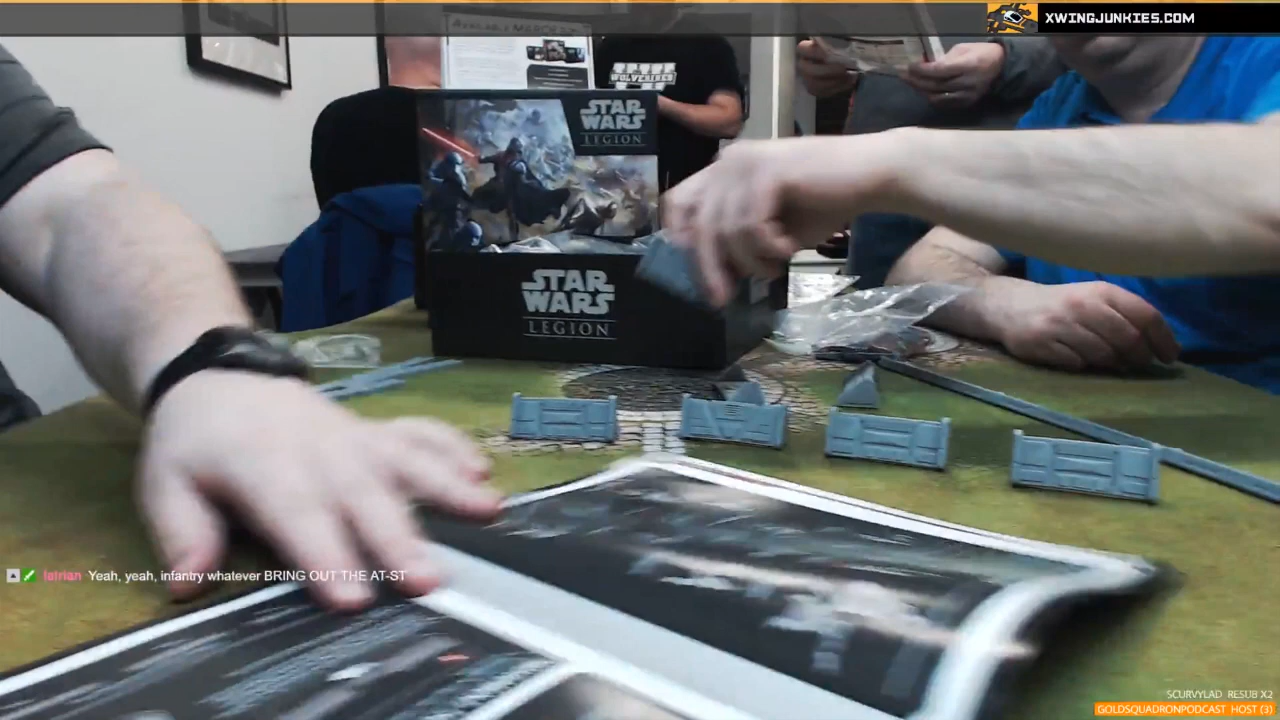 XWINGJUNKIES.COM
AVAILABLE
WOLVERINES
STAR
WARS
LEGION
STAR
WARS
LEGION
Yeah, yeah, infantry whatever BRING OUT THE AT-ST
SCURVYLAD RESUB X2
GOLDSQUADRONPODCAST HOST (3)